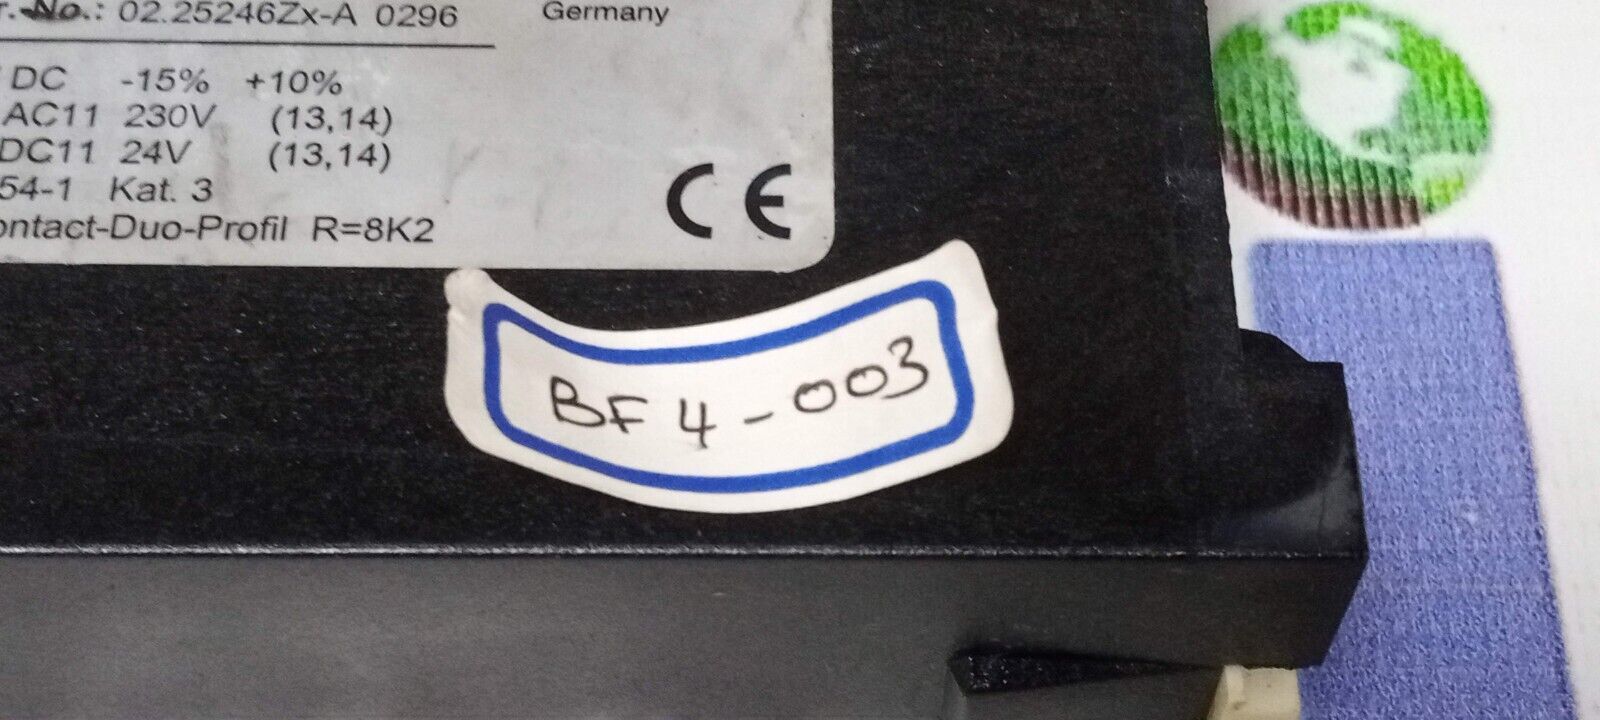 r.-No.: 02.25246Zx-A 0296
Germany
DC -15% +10%
AC11 230V (13,14)
DC11 24V (13,14)
54-1 Kat. 3
ontact-Duo-Profil R=8K2
CE
BF4-003